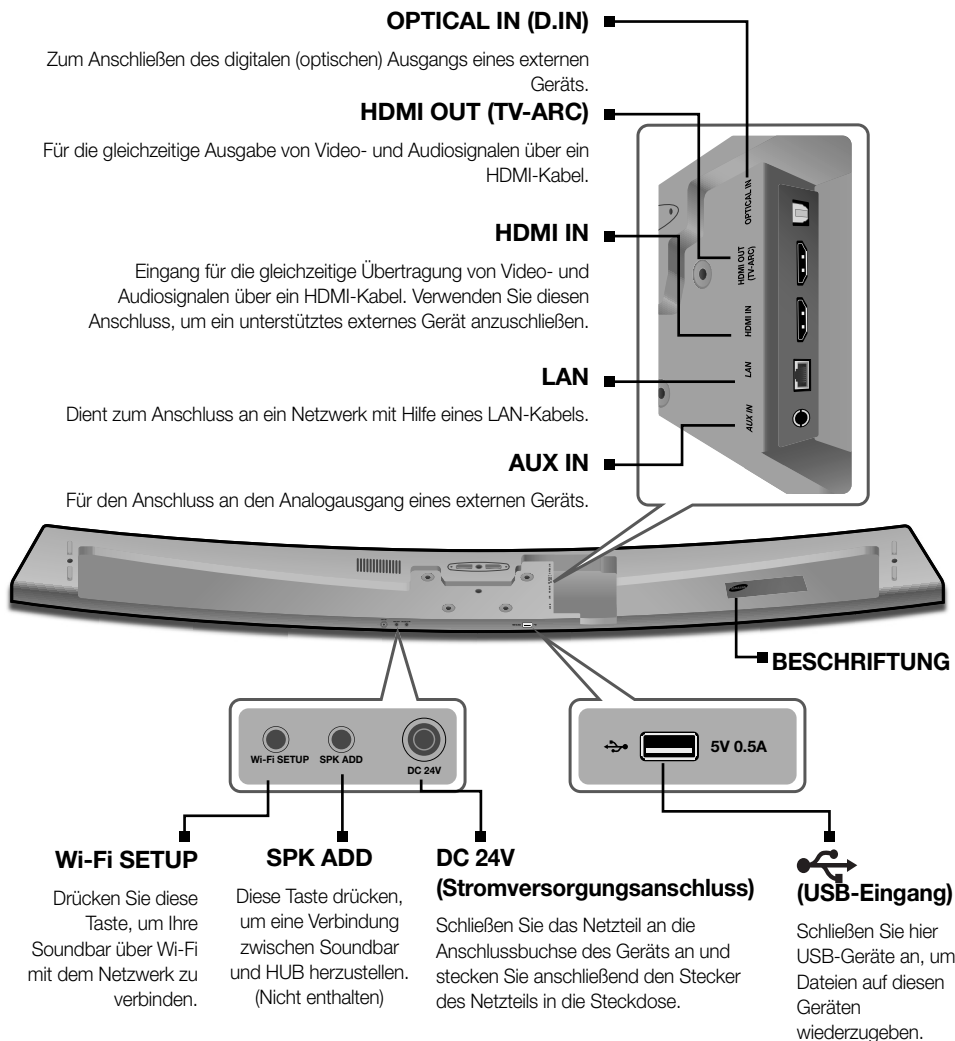 OPTICAL IN (D.IN)
Zum Anschließen des digitalen (optischen) Ausgangs eines externen
Geräts.
HDMI OUT (TV-ARC)
Für die gleichzeitige Ausgabe von Video- und Audiosignalen über ein
HDMI-Kabel.
HDMI IN
Eingang für die gleichzeitige Übertragung von Video- und
Audiosignalen über ein HDMI-Kabel. Verwenden Sie diesen
Anschluss, um ein unterstütztes externes Gerät anzuschließen.
LAN
Dient zum Anschluss an ein Netzwerk mit Hilfe eines LAN-Kabels.
AUX IN
Für den Anschluss an den Analogausgang eines externen Geräts.
OPTICAL IN
HDMI OUT
(TV-ARC)
HDMI IN
LAN
AUX IN
BESCHRIFTUNG
Wi-Fi SETUP
SPK ADD
DC 24V
5V 0.5A
Wi-Fi SETUP
Drücken Sie diese
Taste, um Ihre
Soundbar über Wi-Fi
mit dem Netzwerk zu
verbinden.
SPK ADD
Diese Taste drücken,
um eine Verbindung
zwischen Soundbar
und HUB herzustellen.
(Nicht enthalten)
DC 24V
(Stromversorgungsanschluss)
Schließen Sie das Netzteil an die
Anschlussbuchse des Geräts an und
stecken Sie anschließend den Stecker
des Netzteils in die Steckdose.
(USB-Eingang)
Schließen Sie hier
USB-Geräte an, um
Dateien auf diesen
Geräten
wiederzugeben.